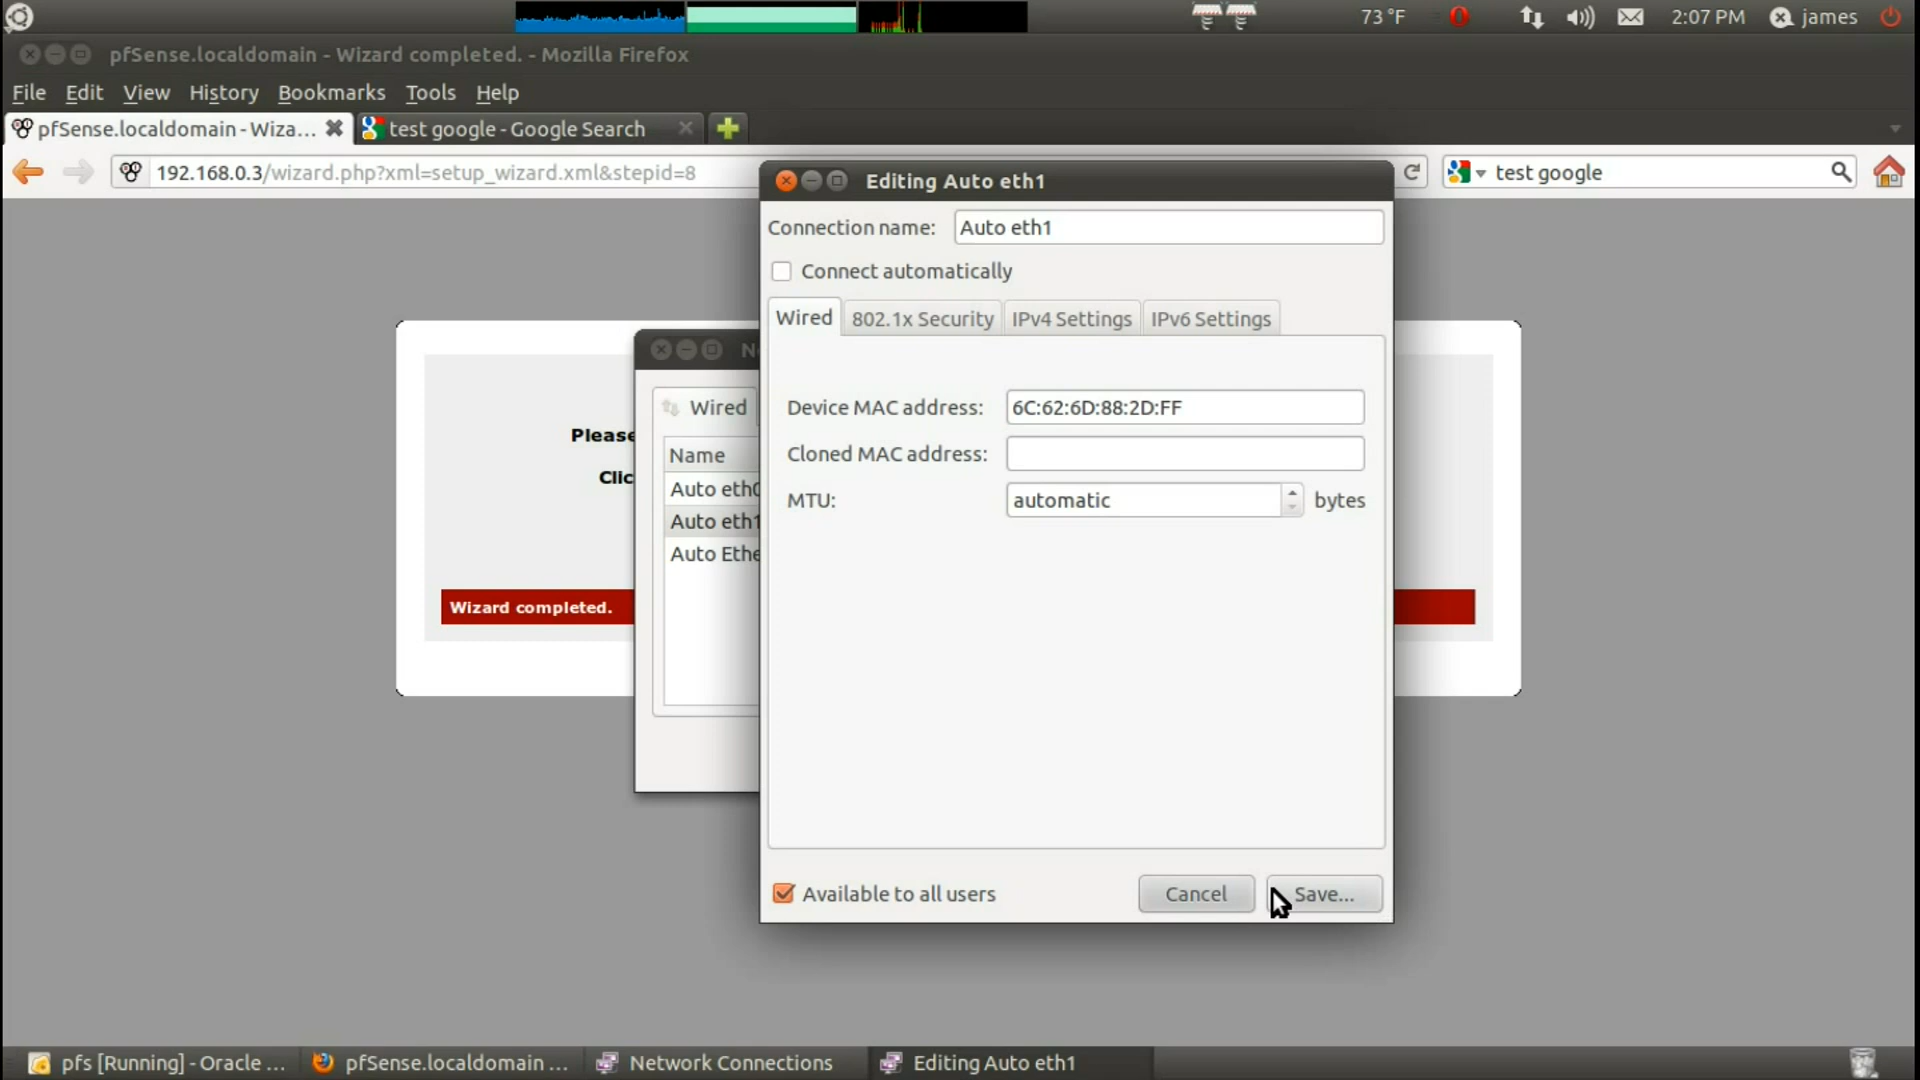 73 °F
2:07 PM
james
pfSense.localdomain - Wizard completed. - Mozilla Firefox
File Edit View History Bookmarks Tools Help
pfSense.localdomain - Wiza...
test google - Google Search
192.168.0.3/wizard.php?xml=setup_wizard.xml&stepid=8
test google
Editing Auto eth1
Connection name: Auto eth1
Connect automatically
Wired
802.1x Security
IPv4 Settings
IPv6 Settings
Device MAC address: 6C:62:6D:88:2D:FF
Cloned MAC address:
MTU: automatic bytes
Available to all users
Cancel
Save...
Wired
Name
Auto eth0
Auto eth1
Auto Ethe
Please
Clic
Wizard completed.
pfs [Running] - Oracle ...
pfSense.localdomain ...
Network Connections
Editing Auto eth1